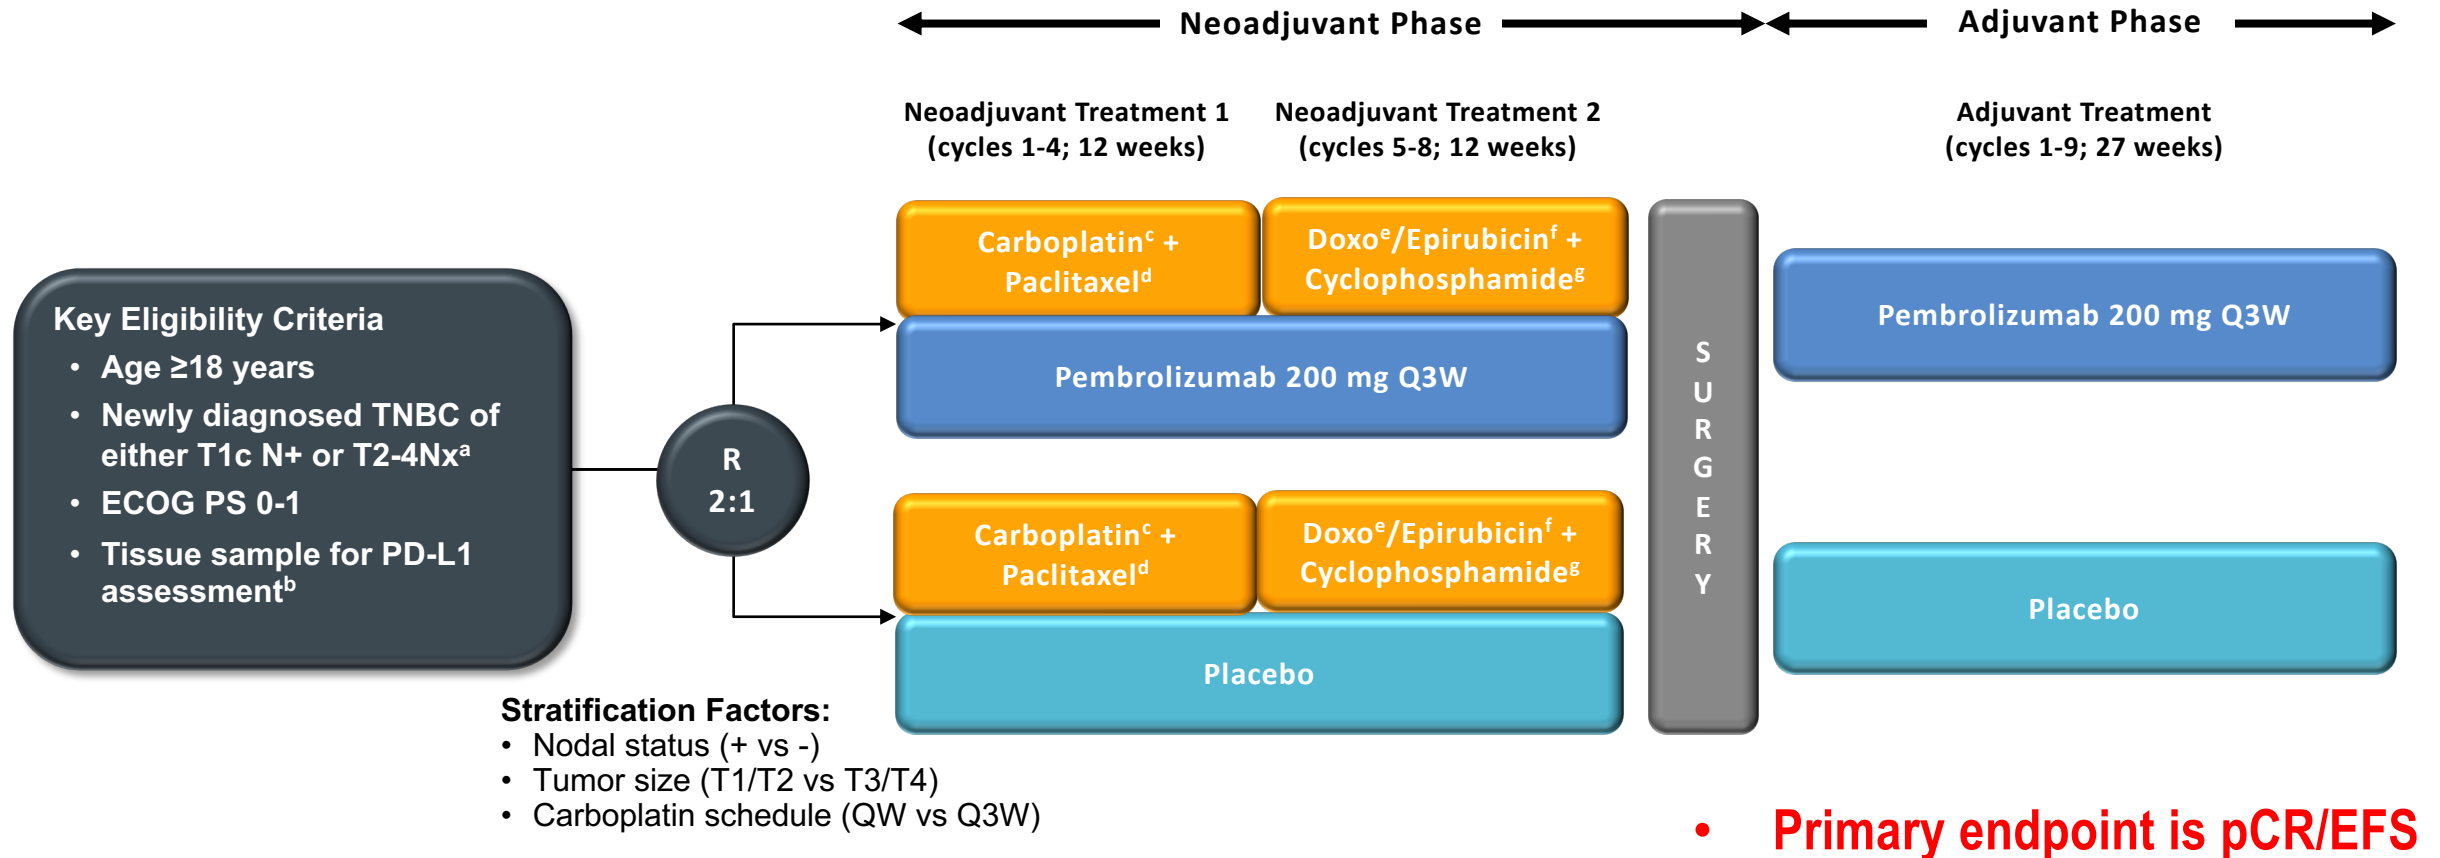 Neoadjuvant Phase
Adjuvant Phase
Neoadjuvant Treatment 1
(cycles 1-4; 12 weeks)
Neoadjuvant Treatment 2
(cycles 5-8; 12 weeks)
Adjuvant Treatment
(cycles 1-9; 27 weeks)
Key Eligibility Criteria
• Age ≥18 years
• Newly diagnosed TNBC of
either T1c N+ or T2-4Nxᵃ
• ECOG PS 0-1
• Tissue sample for PD-L1
assessmentᵇ
R
2:1
Carboplatinᶜ +
Paclitaxelᵈ
Doxoᵉ/Epirubicinᶠ +
Cyclophosphamideᵍ
Pembrolizumab 200 mg Q3W
Carboplatinᶜ +
Paclitaxelᵈ
Doxoᵉ/Epirubicinᶠ +
Cyclophosphamideᵍ
Placebo
S
U
R
G
E
R
Y
Pembrolizumab 200 mg Q3W
Placebo
Stratification Factors:
• Nodal status (+ vs -)
• Tumor size (T1/T2 vs T3/T4)
• Carboplatin schedule (QW vs Q3W)
• Primary endpoint is pCR/EFS